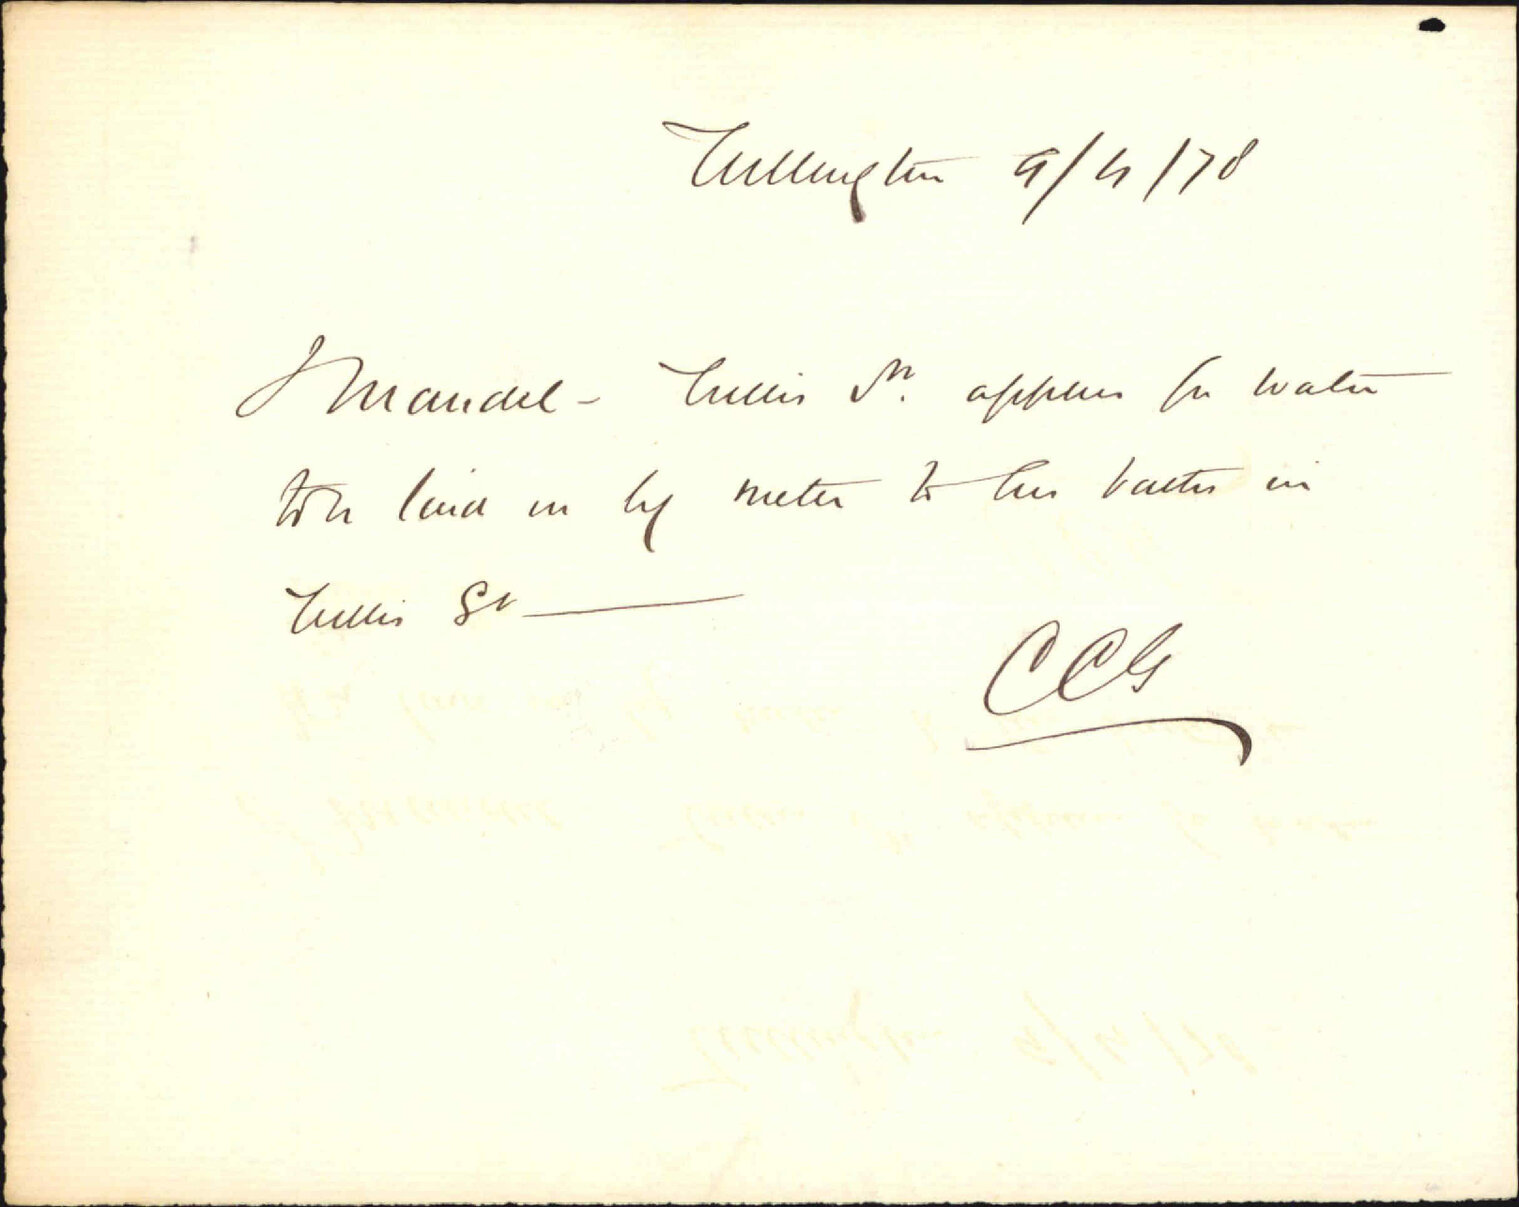 Wellington 9/4/78
J Mandel - Willis St. applies for water
to be laid on by meter to his baths in
Willis St
CCG